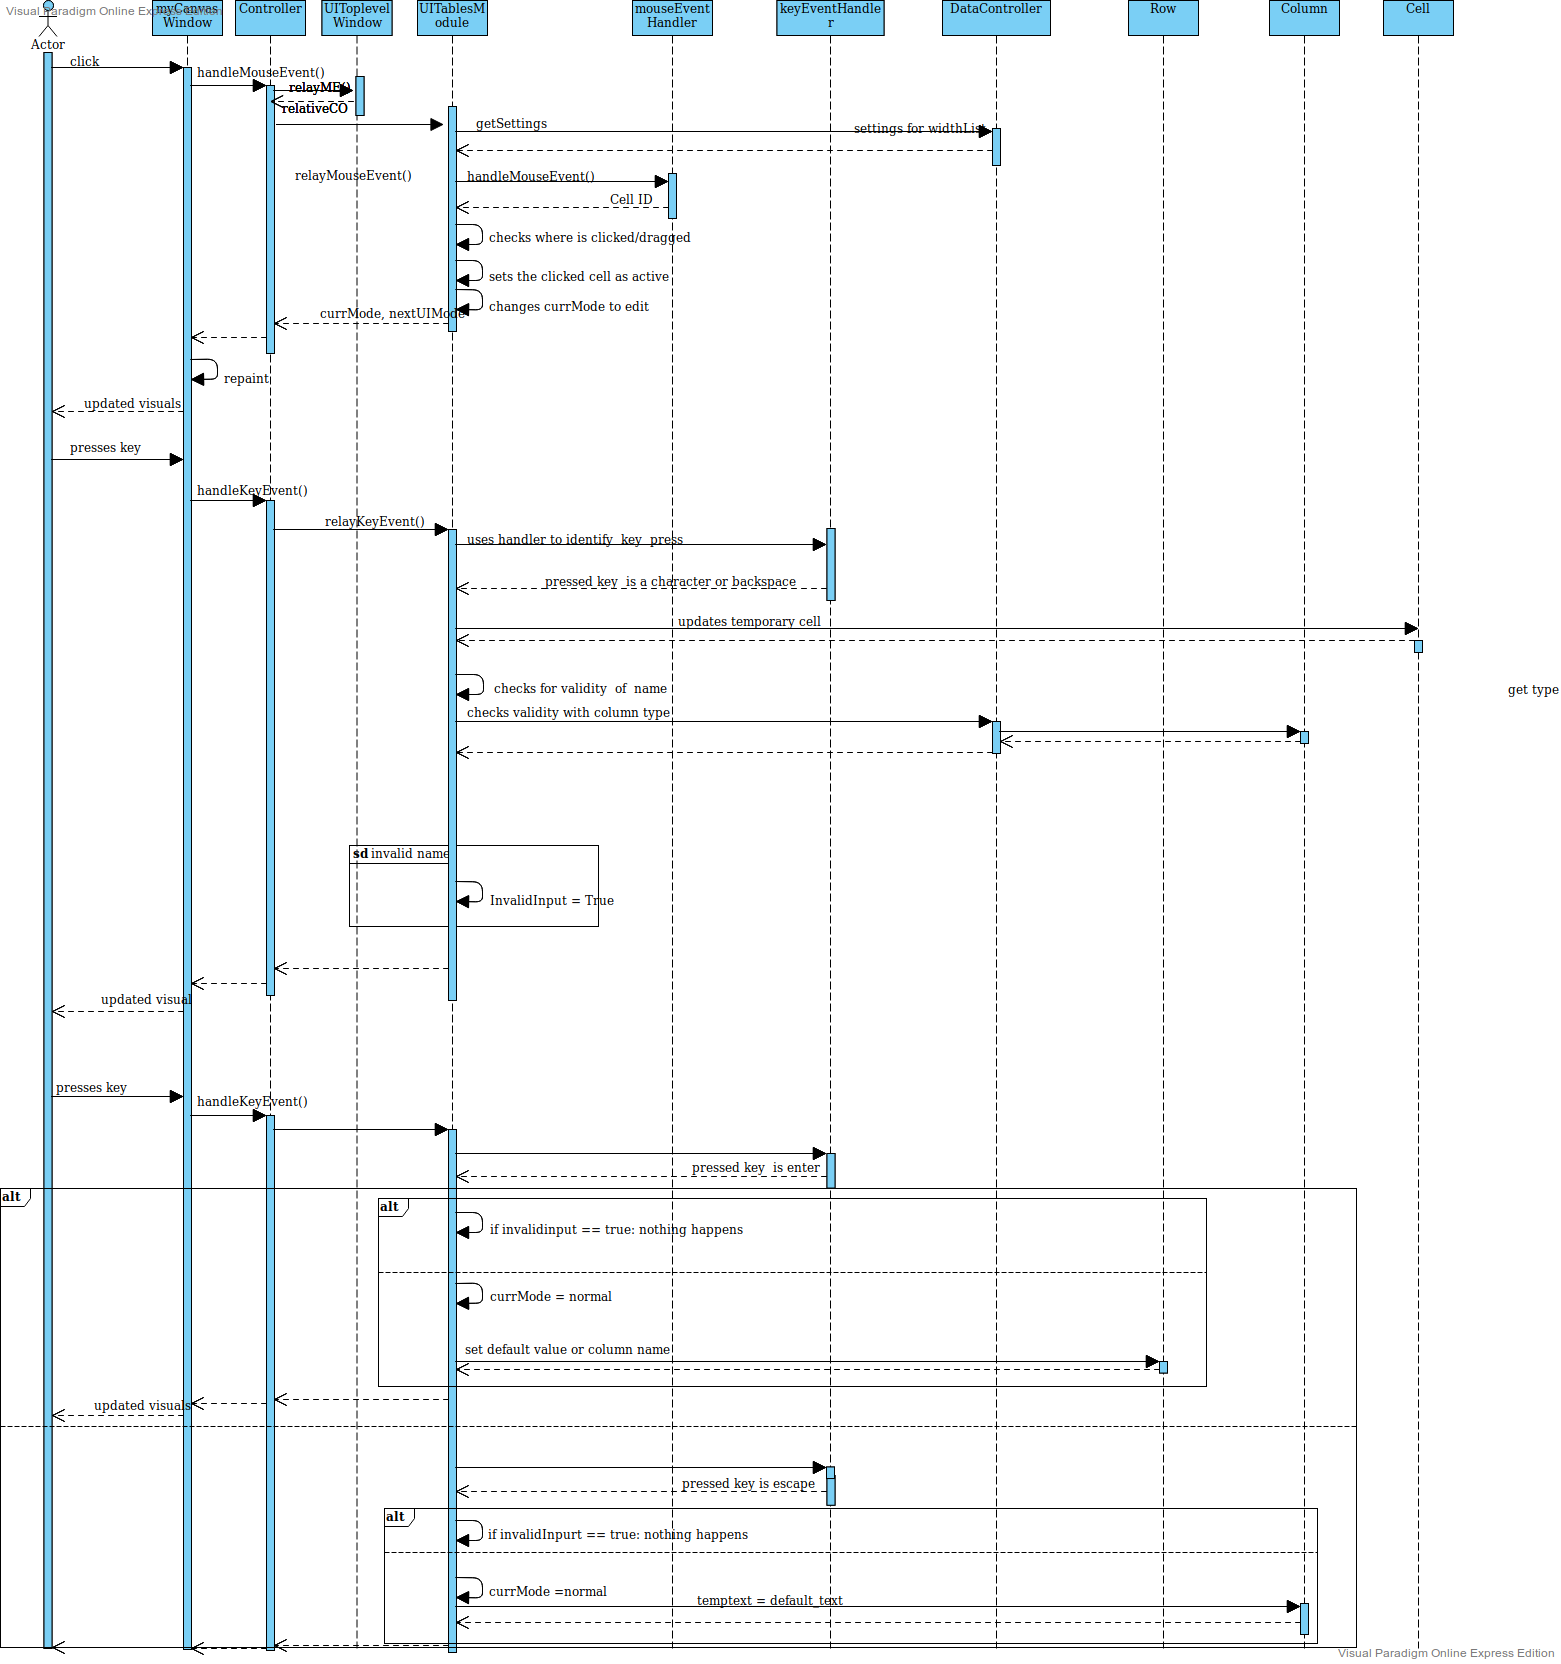 Visual Paradigm Online Express Edition
myCanvas
Window
Controller
UIToplevel
Window
UITablesM
odule
mouseEvent
Handler
keyEventHandle
r
DataController
Row
Column
Cell
Actor
click
handleMouseEvent()
relayME()
relativeCO
getSettings
settings for widthList
relayMouseEvent()
handleMouseEvent()
Cell ID
checks where is clicked/dragged
sets the clicked cell as active
changes currMode to edit
currMode, nextUIMode
repaint
updated visuals
presses key
handleKeyEvent()
relayKeyEvent()
uses handler to identify key press
pressed key is a character or backspace
updates temporary cell
checks for validity of name
get type
checks validity with column type
sd invalid name
InvalidInput = True
updated visual
presses key
handleKeyEvent()
pressed key is enter
alt
alt
if invalidinput == true: nothing happens
currMode = normal
set default value or column name
updated visuals
pressed key is escape
alt
if invalidInpurt == true: nothing happens
currMode =normal
temptext = default_text
Visual Paradigm Online Express Edition